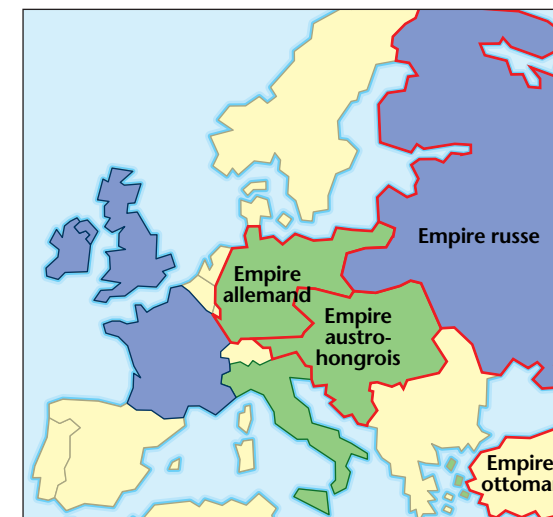 Empire russe
Empire
allemand
Empire
austro-
hongrois
Empire
ottoman